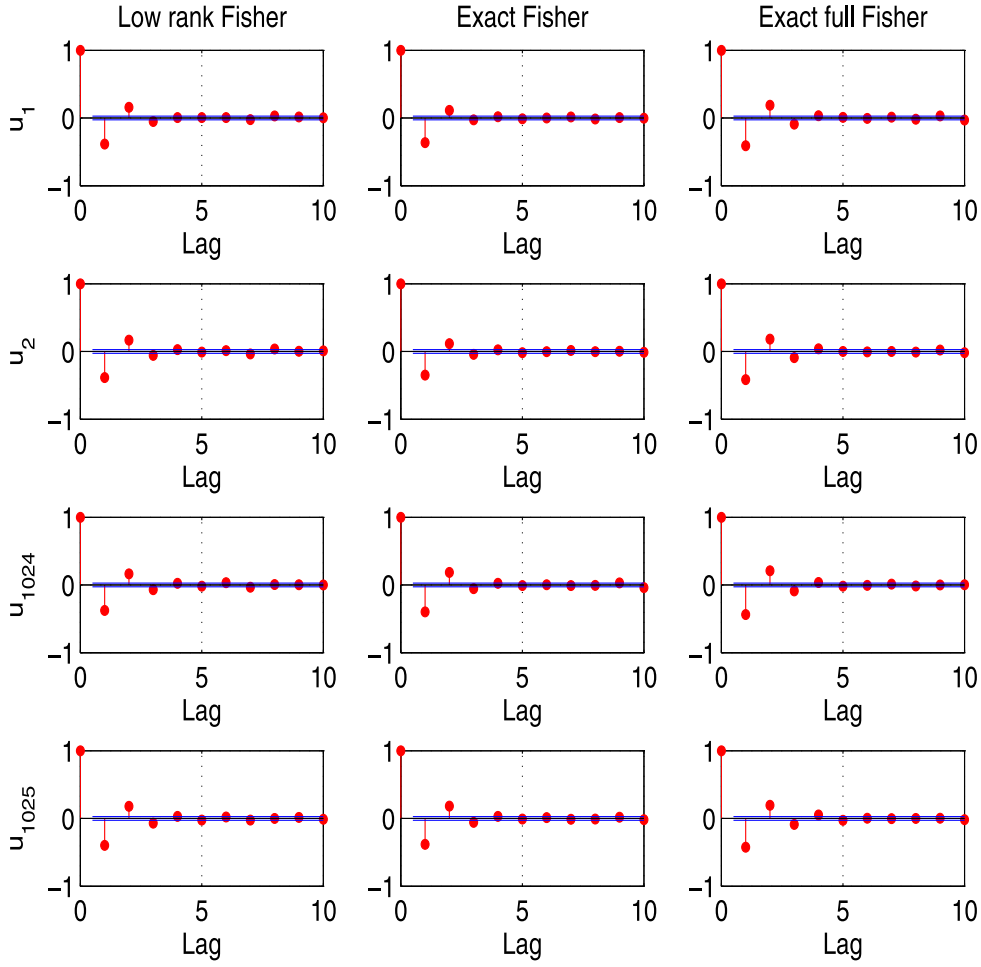 Low rank Fisher Exact Fisher Exact full Fisher
1 1 1
u1 0 0 0
−1 −1 −1
0 5 10 0 5 10 0 5 10
Lag Lag Lag
1 1 1
u2 0 0 0
−1 −1 −1
0 5 10 0 5 10 0 5 10
Lag Lag Lag
1 1 1
u1024 0 0 0
−1 −1 −1
0 5 10 0 5 10 0 5 10
Lag Lag Lag
1 1 1
u1025 0 0 0
−1 −1 −1
0 5 10 0 5 10 0 5 10
Lag Lag Lag